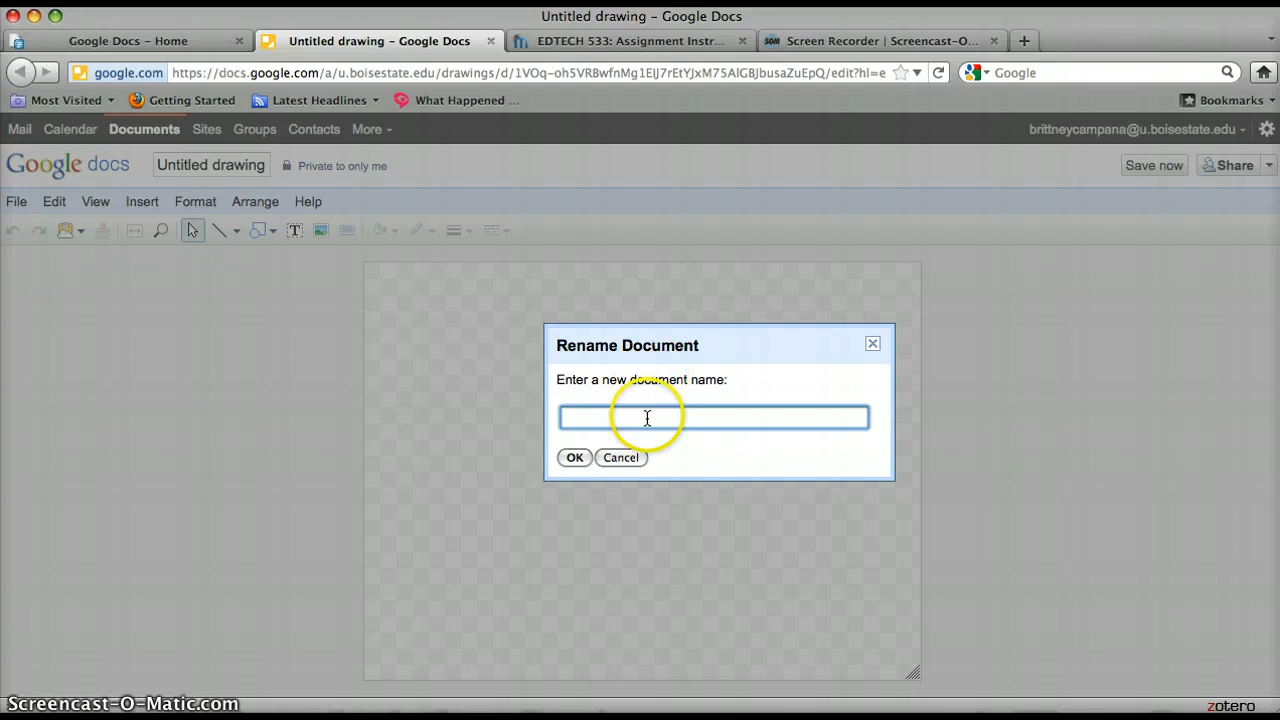 Untitled drawing – Google Docs
Google Docs – Home
Untitled drawing – Google Docs
EDTECH 533: Assignment Instr...
SOM Screen Recorder | Screencast-O...
google.com
https://docs.google.com/a/u.boisestate.edu/drawings/d/1VOq-oh5VRBwfnMg1ElJ7rEtYJxM75AlGBJbusaZuEpQ/edit?hl=e
Google
Most Visited
Getting Started
Latest Headlines
What Happened ...
Bookmarks
Mail Calendar Documents Sites Groups Contacts More
brittneycampana@u.boisestate.edu
Google docs
Untitled drawing
Private to only me
Save now
Share
File Edit View Insert Format Arrange Help
Rename Document
Enter a new document name:
OK Cancel
Screencast-O-Matic.com
zotero